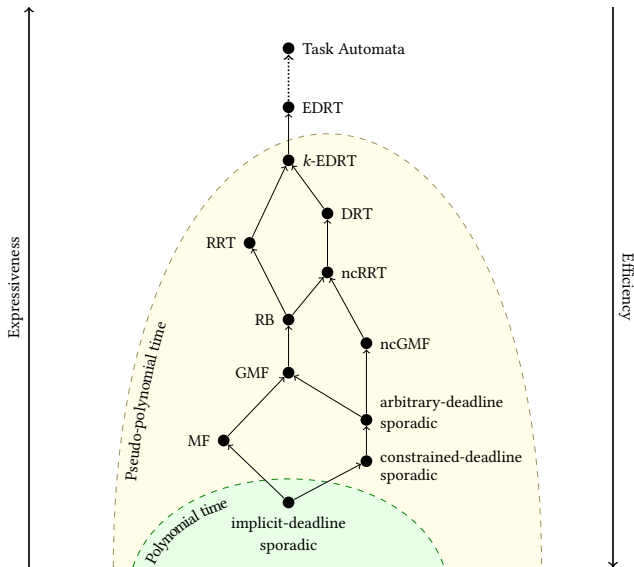 Task Automata
EDRT
k-EDRT
DRT
RRT
ncRRT
RB
ncGMF
GMF
arbitrary-deadline
sporadic
MF
constrained-deadline
sporadic
implicit-deadline
sporadic
Polynomial time
Pseudo-polynomial time
Expressiveness
Efficiency